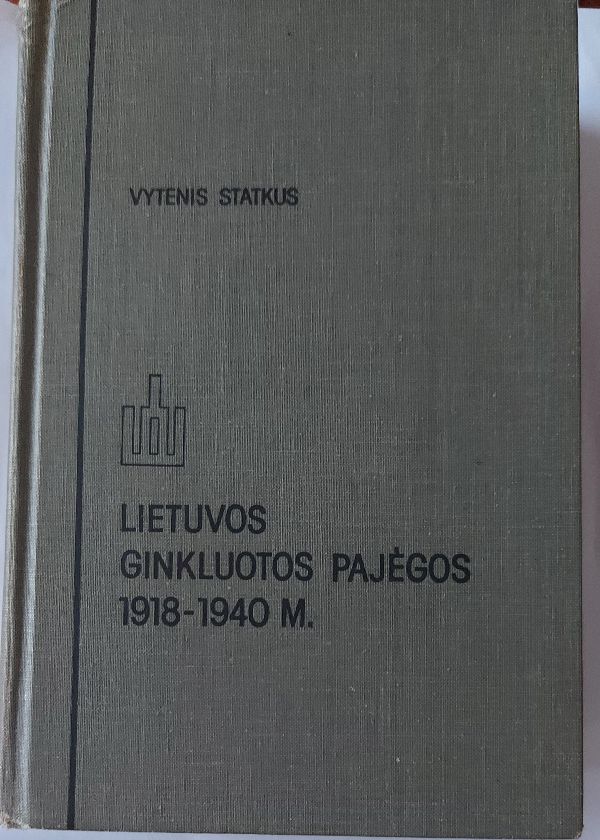 VYTENIS STATKUS
LIETUVOS
GINKLUOTOS PAJĖGOS
1918-1940 M.